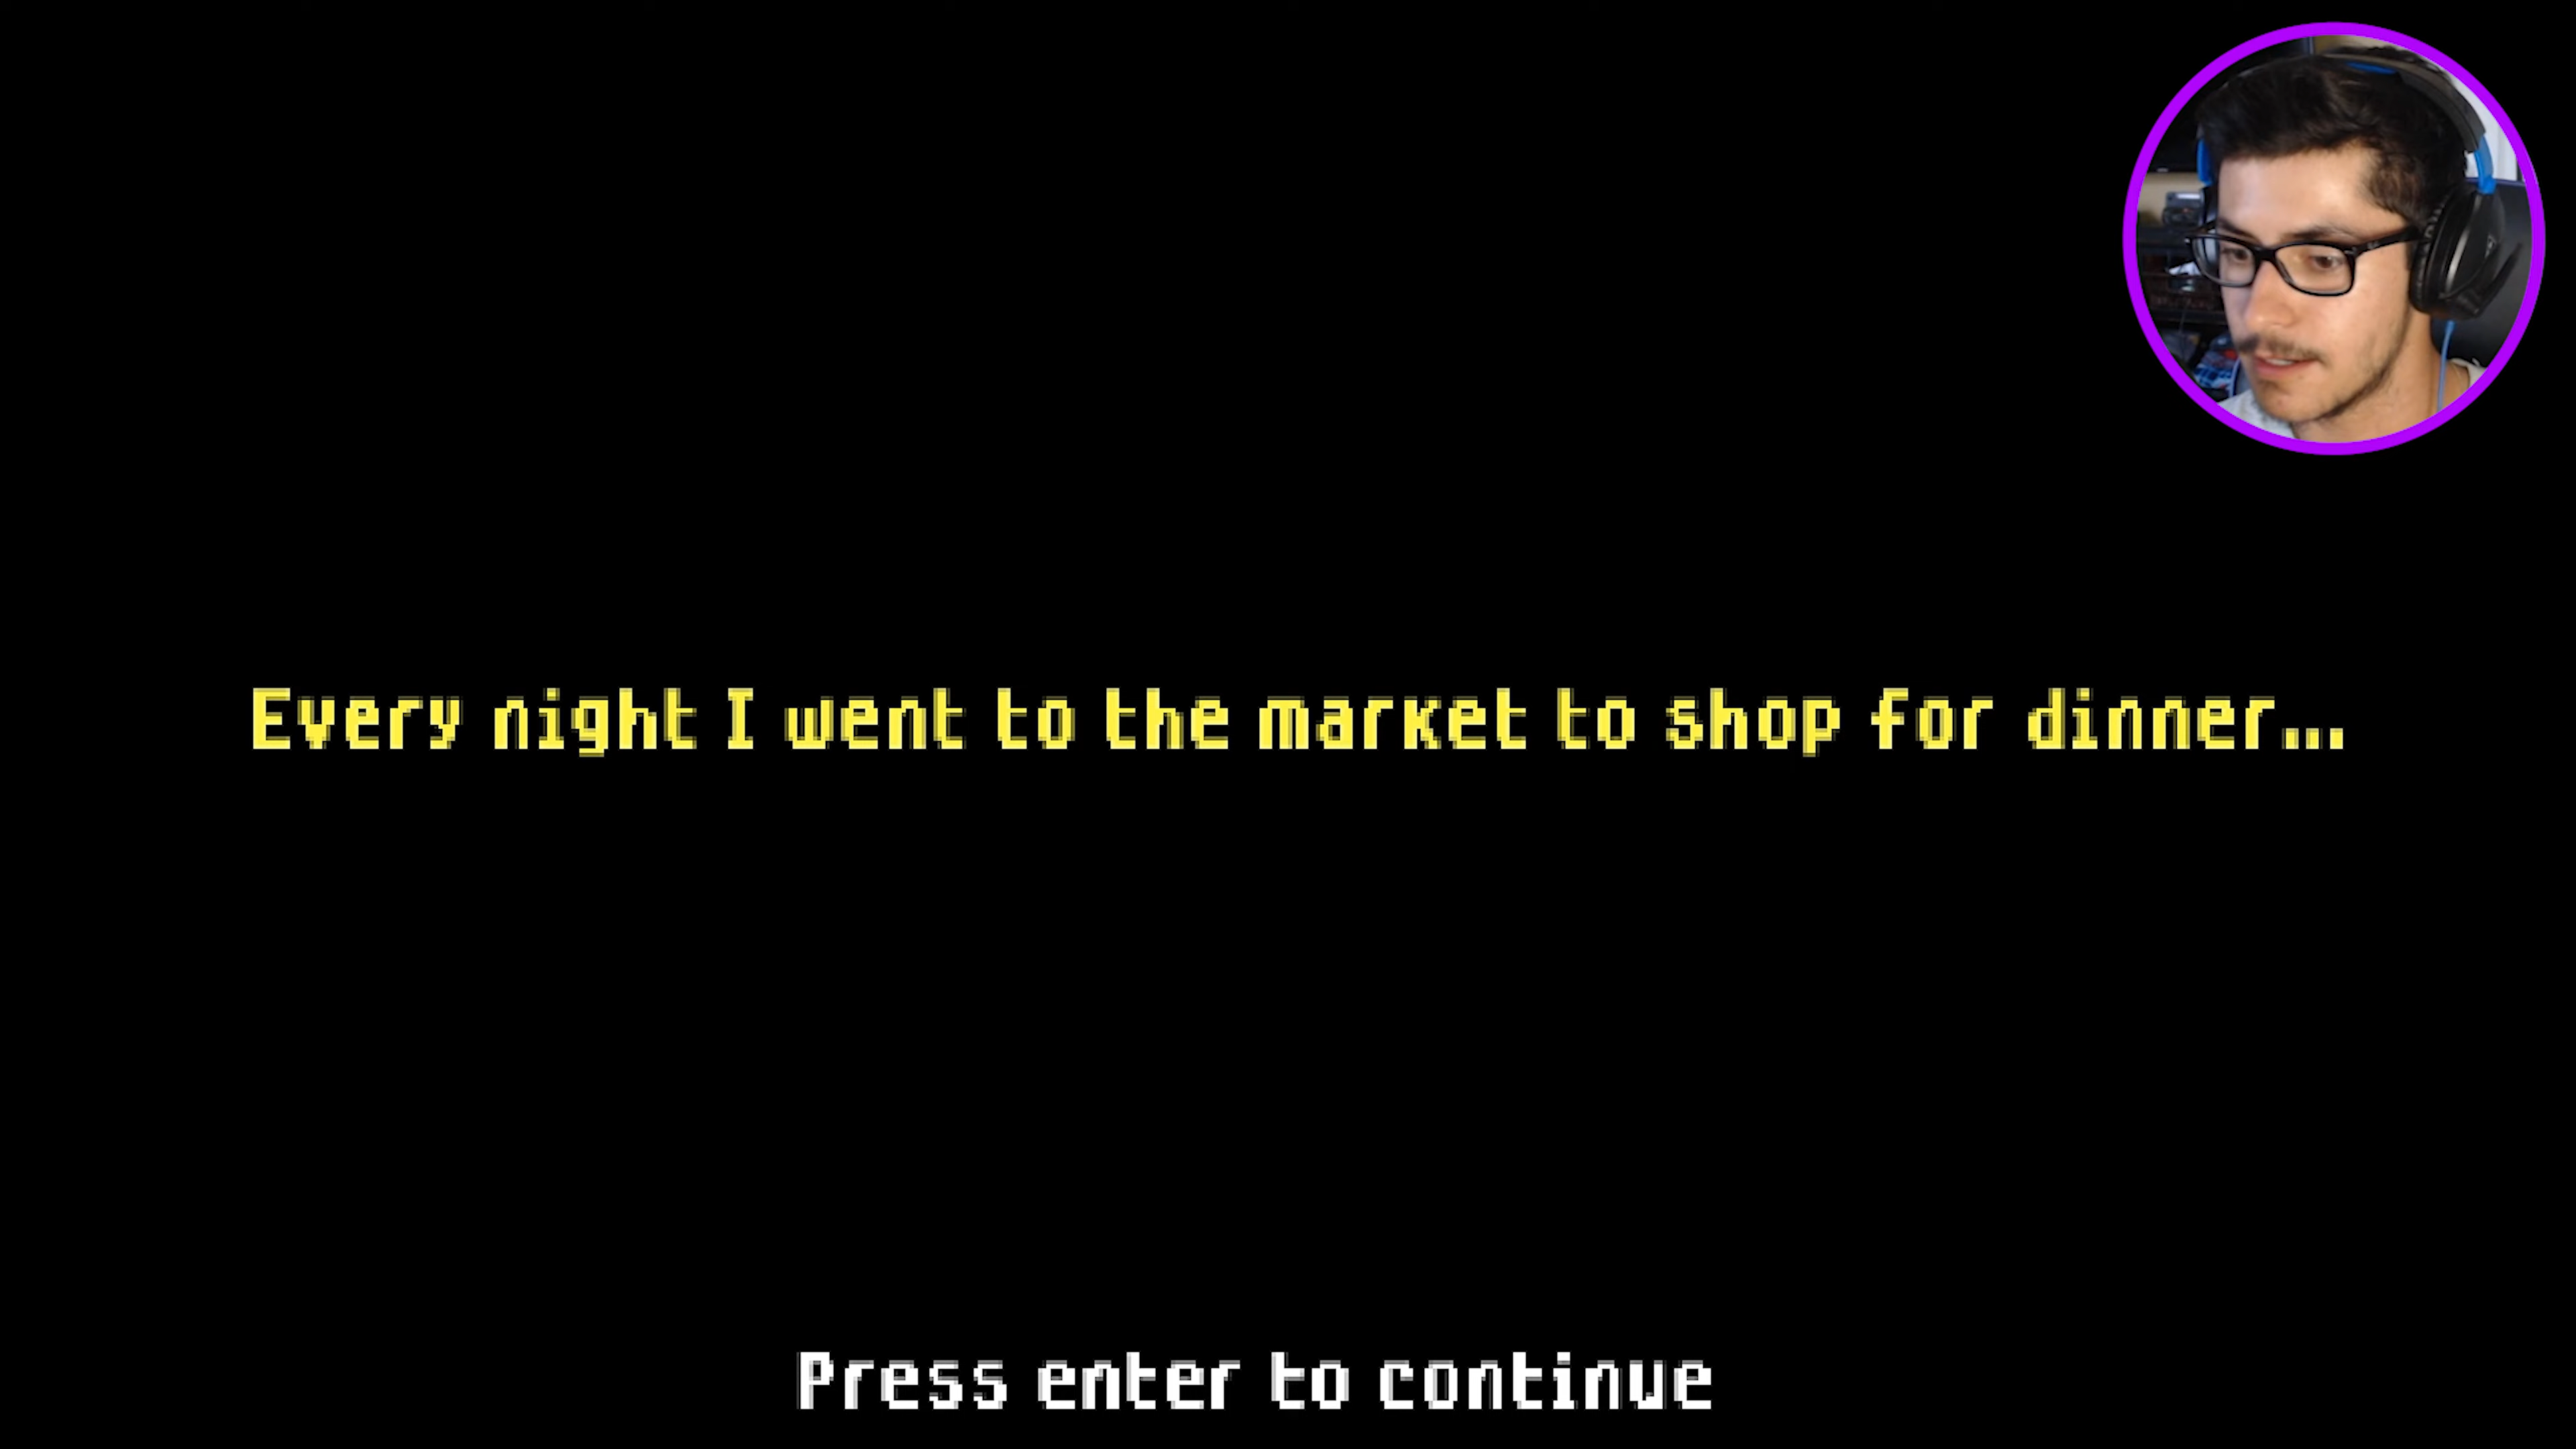 Every night I went to the market to shop for dinner...
Press enter to continue